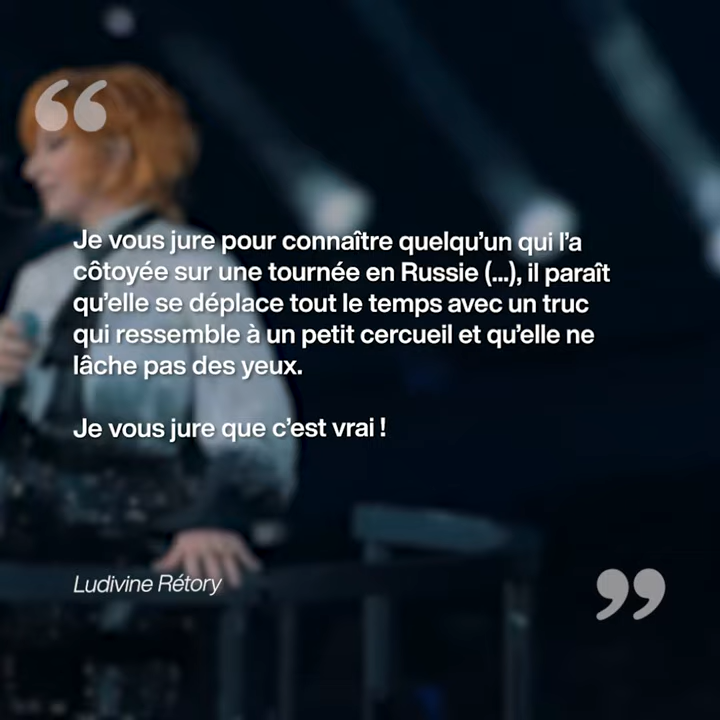 “
Je vous jure pour connaître quelqu’un qui l’a
côtoyée sur une tournée en Russie (...), il paraît
qu’elle se déplace tout le temps avec un truc
qui ressemble à un petit cercueil et qu’elle ne
lâche pas des yeux.
Je vous jure que c’est vrai !
Ludivine Rétory
”